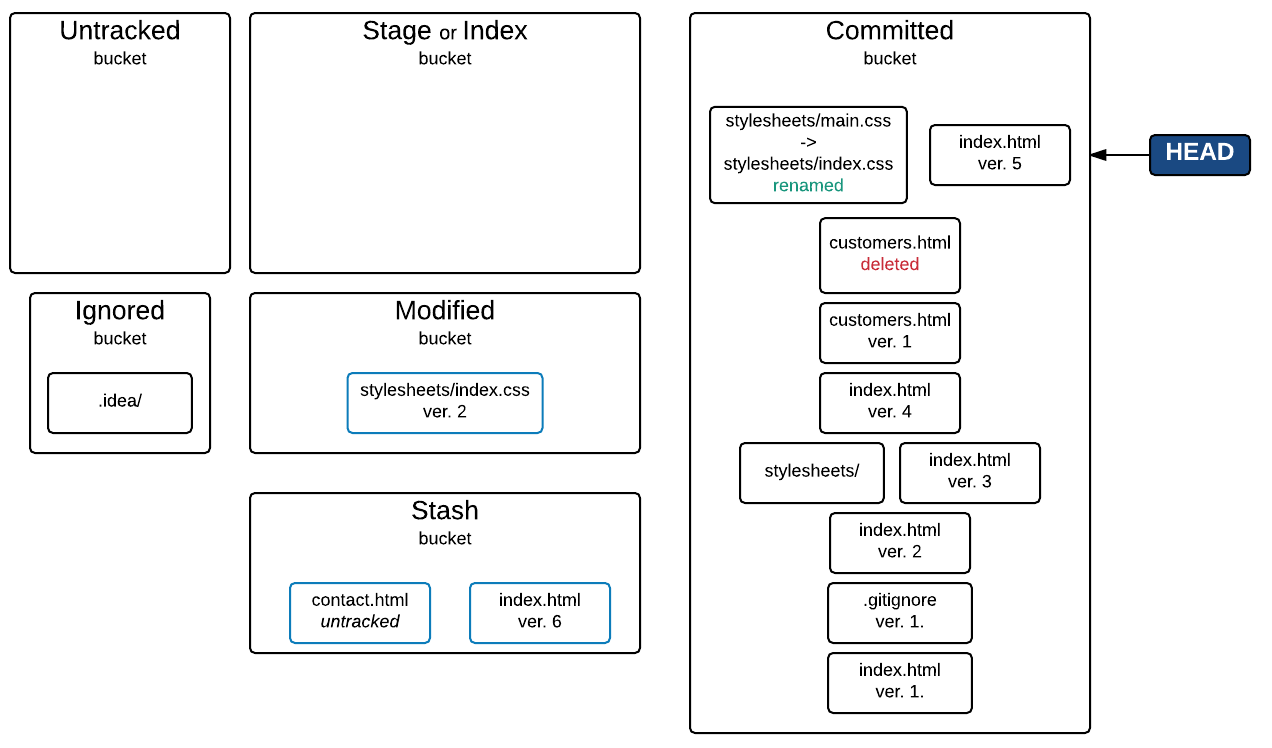 Untracked
bucket
Stage or Index
bucket
Committed
bucket
stylesheets/main.css
->
stylesheets/index.css
renamed
index.html
ver. 5
HEAD
customers.html
deleted
Ignored
bucket
.idea/
Modified
bucket
stylesheets/index.css
ver. 2
customers.html
ver. 1
index.html
ver. 4
stylesheets/
index.html
ver. 3
Stash
bucket
contact.html
untracked
index.html
ver. 6
index.html
ver. 2
.gitignore
ver. 1.
index.html
ver. 1.